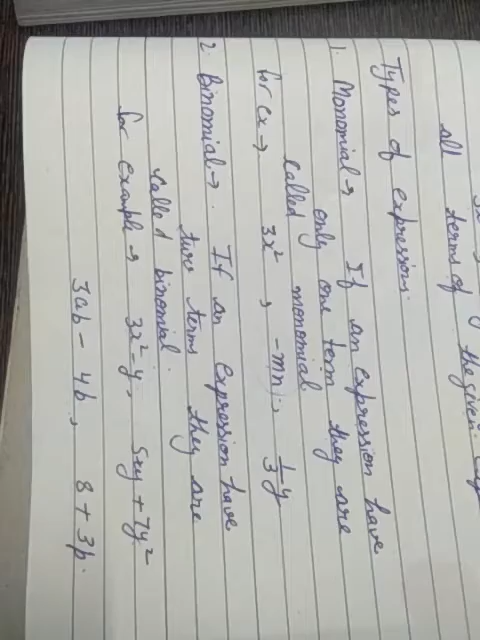 all terms of the given
Types of expression.
1. Monomial → If an expression have
only one term they are
called monomial.
for ex → 3x², -mn, 1/3 y
2. Binomial → . If an expression have
two terms they are
called binomial.
for example → 3x²-y, 5xy + 7y²
3ab - 4b, 8 + 3p.